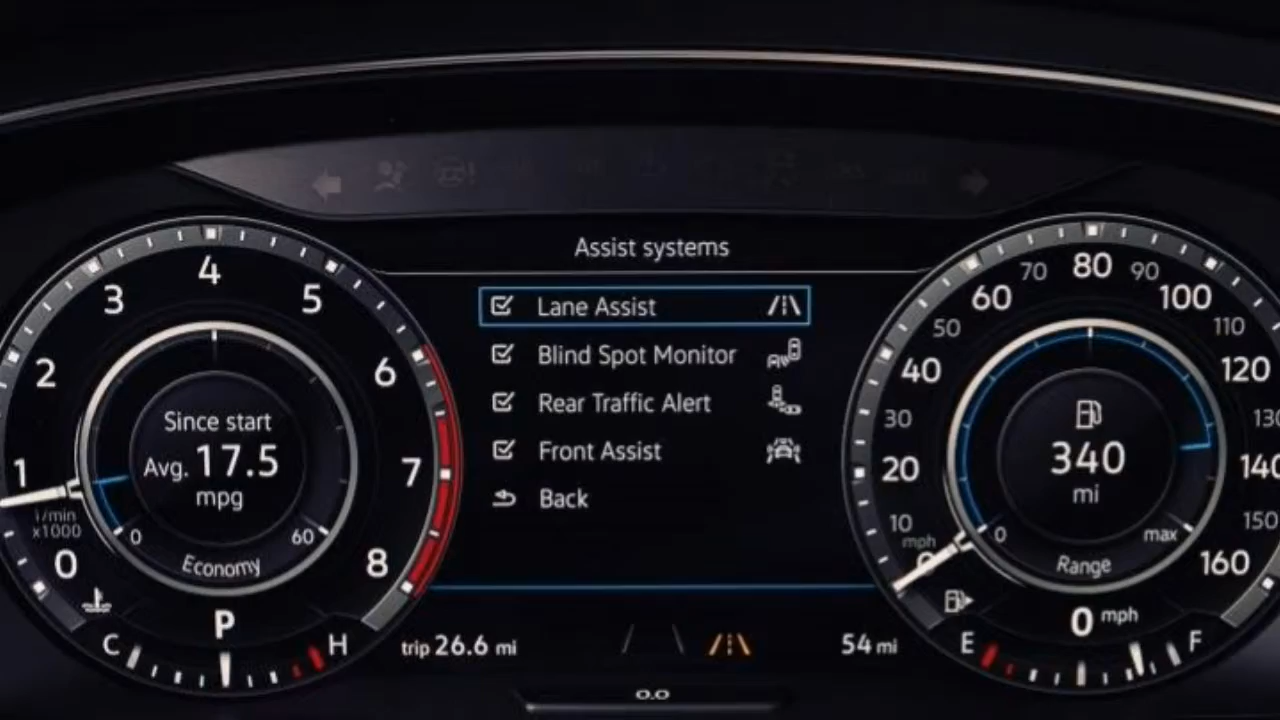 Assist systems
Lane Assist
Blind Spot Monitor
Rear Traffic Alert
Front Assist
Back
0
1
2
3
4
5
6
7
8
1/min
x1000
Since start
Avg. 17.5
mpg
0
60
Economy
C
P
H
trip 26.6 mi
0.0
54 mi
0
10
mph
20
30
40
50
60
70
80
90
100
110
120
130
140
150
160
340
mi
0
max
Range
0 mph
E
F